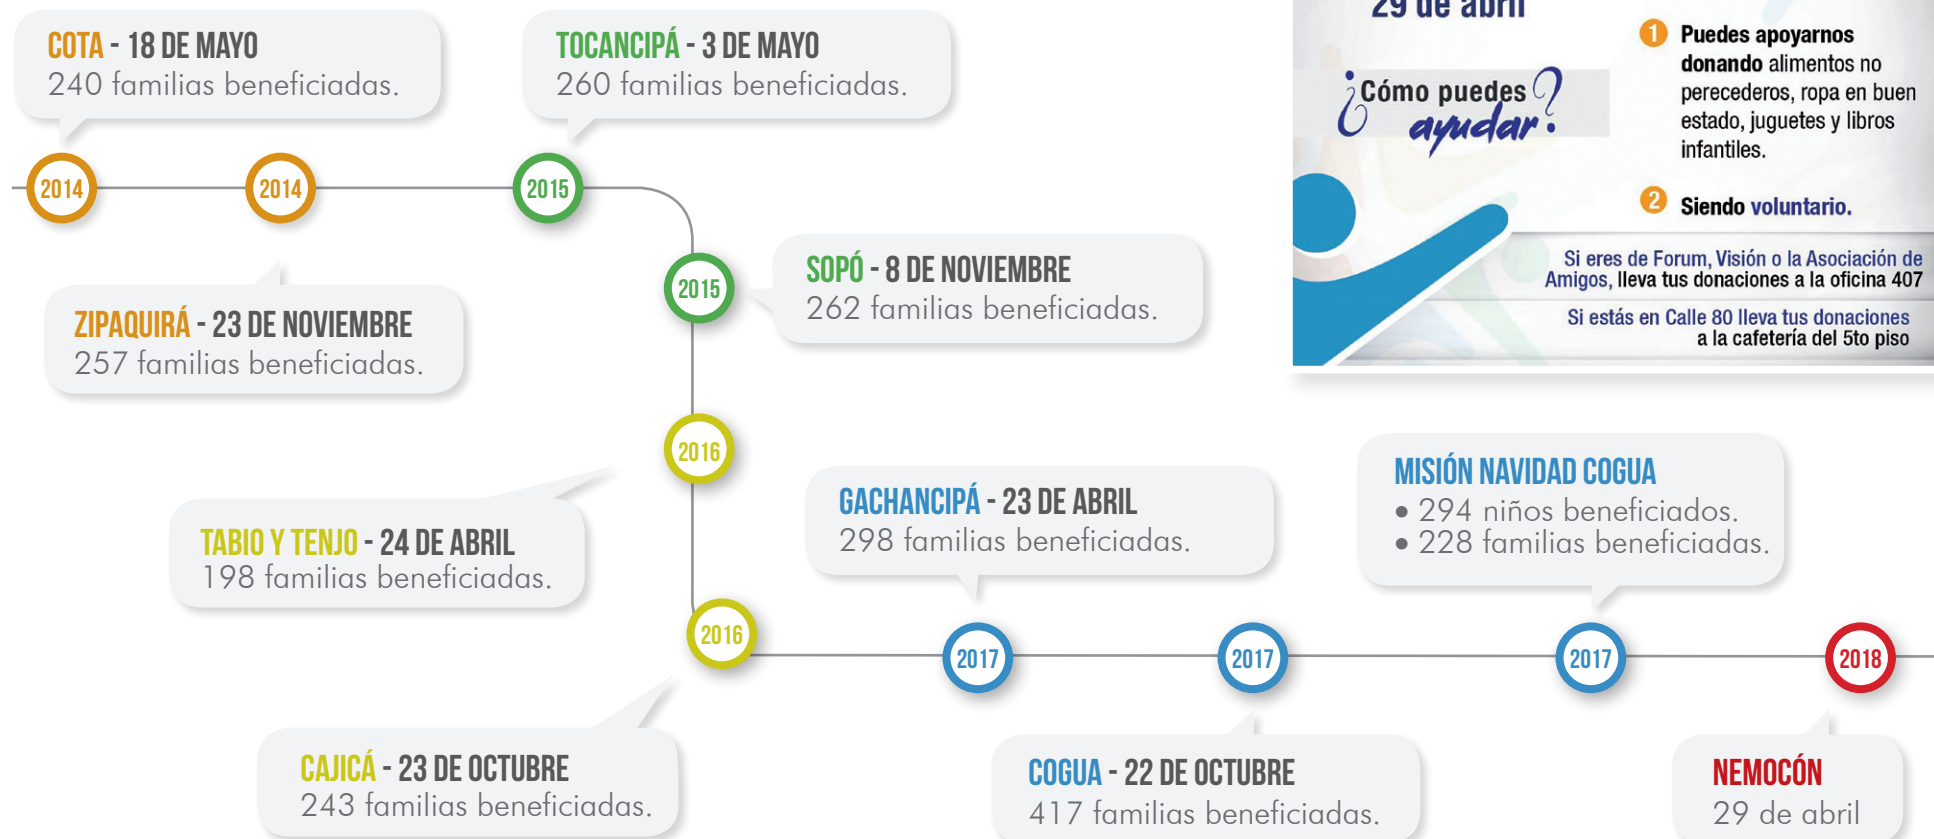 COTA - 18 DE MAYO
240 familias beneficiadas.
TOCANCIPÁ - 3 DE MAYO
260 familias beneficiadas.
2014
2014
2015
ZIPAQUIRÁ - 23 DE NOVIEMBRE
257 familias beneficiadas.
2015
SOPÓ - 8 DE NOVIEMBRE
262 familias beneficiadas.
2016
TABIO Y TENJO - 24 DE ABRIL
198 familias beneficiadas.
2016
CAJICÁ - 23 DE OCTUBRE
243 familias beneficiadas.
GACHANCIPÁ - 23 DE ABRIL
298 familias beneficiadas.
2017
2017
COGUA - 22 DE OCTUBRE
417 familias beneficiadas.
MISIÓN NAVIDAD COGUA
• 294 niños beneficiados.
• 228 familias beneficiadas.
2017
2018
NEMOCÓN
29 de abril
29 de abril
¿Cómo puedes
ayudar?
1 Puedes apoyarnos
donando alimentos no
perecederos, ropa en buen
estado, juguetes y libros
infantiles.
2 Siendo voluntario.
Si eres de Forum, Visión o la Asociación de
Amigos, lleva tus donaciones a la oficina 407
Si estás en Calle 80 lleva tus donaciones
a la cafetería del 5to piso